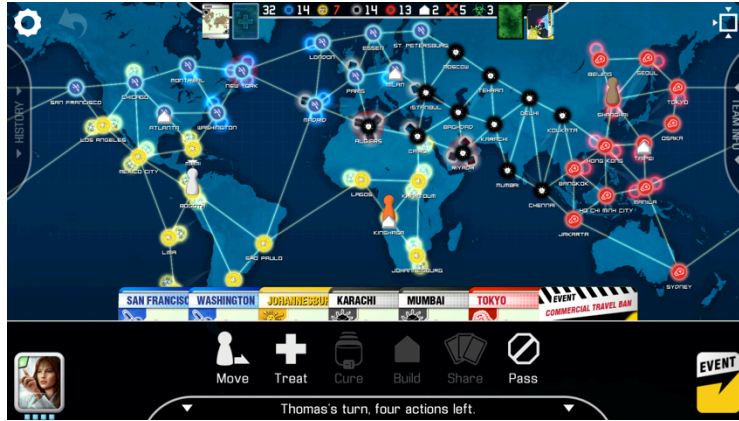 32 14 7 14 13 2 5 3
ESSEN
ST. PETERSBURG
LONDON
MOSCOW
BEIJING
SEOUL
SAN FRANCISCO
CHICAGO
MONTRÉAL
NEW YORK
PARIS
MILAN
TEHRAN
TOKYO
ATLANTA
WASHINGTON
MADRID
ISTANBUL
DELHI
SHANGHAI
HISTORY
TEAM INFO
LOS ANGELES
ALGIERS
CAIRO
BAGHDAD
KARACHI
KOLKATA
OSAKA
MEXICO CITY
MIAMI
RIYADH
HONG KONG
TAIPEI
BOGOTA
LAGOS
KHARTOUM
MUMBAI
CHENNAI
BANGKOK
HO CHI MINH CITY
MANILA
LIMA
SAO PAULO
KINSHASA
JAKARTA
JOHANNESBURG
SYDNEY
SAN FRANCISC
WASHINGTON
JOHANNESBUR
KARACHI
MUMBAI
TOKYO
EVENT
COMMERCIAL TRAVEL BAN
Move
Treat
Cure
Build
Share
Pass
EVENT
Thomas's turn, four actions left.